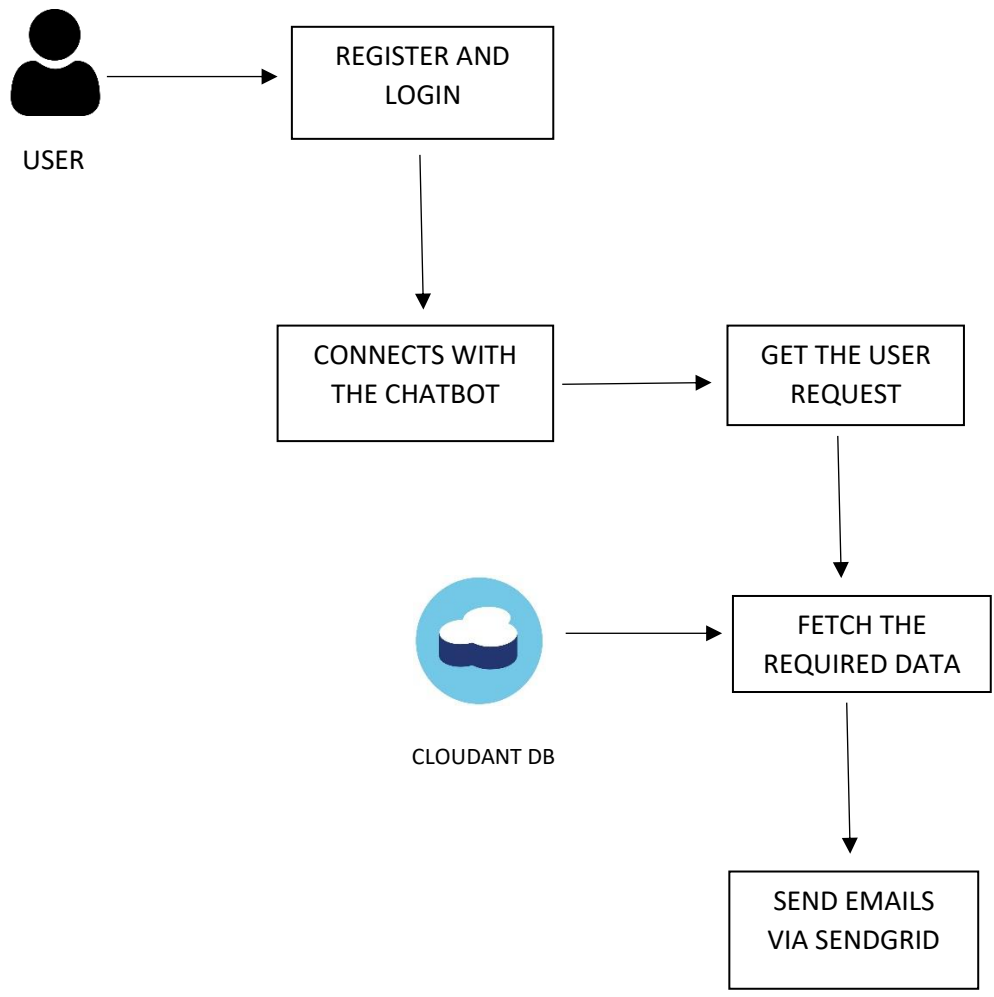 REGISTER AND
LOGIN
USER
CONNECTS WITH
THE CHATBOT
GET THE USER
REQUEST
FETCH THE
REQUIRED DATA
CLOUDANT DB
SEND EMAILS
VIA SENDGRID